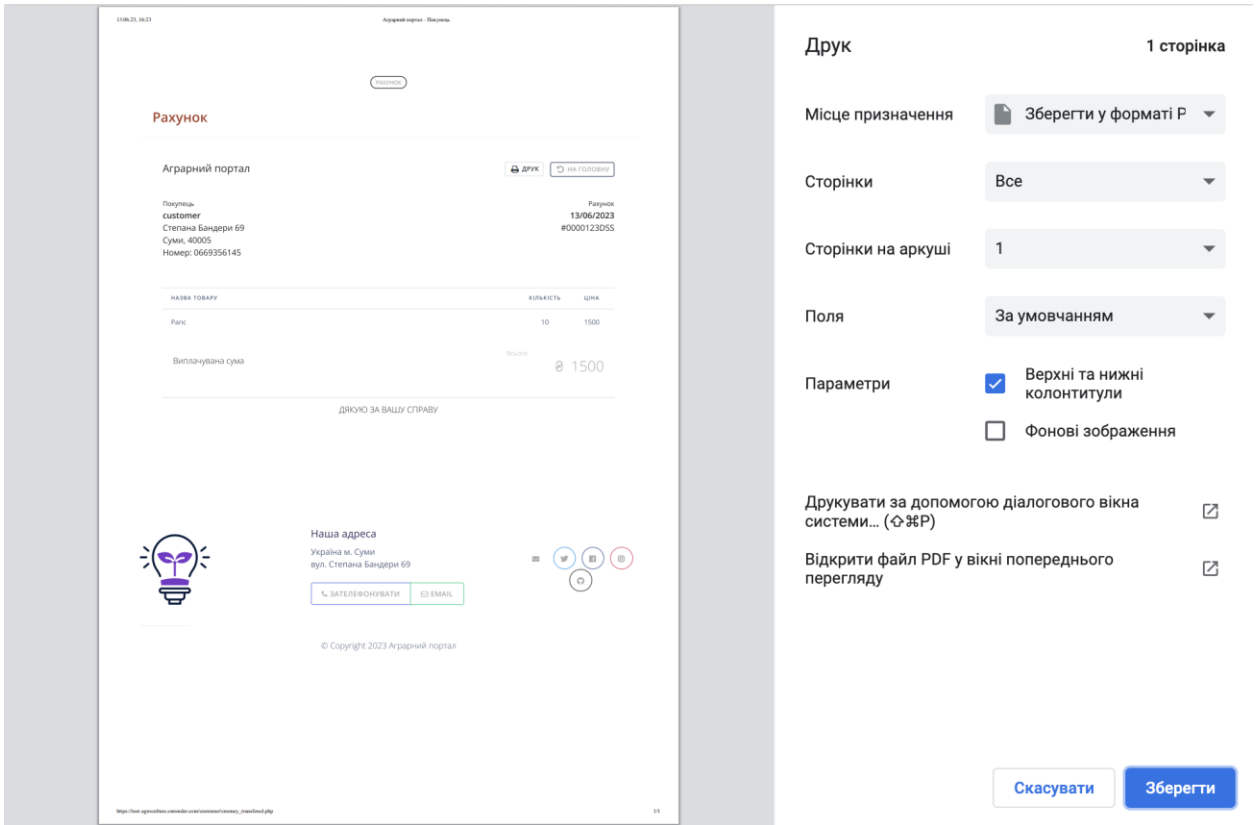 13.06.23, 16:23
Аграрний портал - Покупець
РАХУНОК
Рахунок
Аграрний портал
ДРУК
НА ГОЛОВНУ
Покупець
Рахунок
customer
13/06/2023
Степана Бандери 69
#0000123DSS
Суми, 40005
Номер: 0669356145
НАЗВА ТОВАРУ КІЛЬКІСТЬ ЦІНА
Рапс 10 1500
Виплачувана сума
Всього
₴ 1500
ДЯКУЮ ЗА ВАШУ СПРАВУ
Наша адреса
Україна м. Суми
вул. Степана Бандери 69
ЗАТЕЛЕФОНУВАТИ
EMAIL
© Copyright 2023 Аграрний портал
1/1
Друк
1 сторінка
Місце призначення
Зберегти у форматі P
Сторінки
Все
Сторінки на аркуші
1
Поля
За умовчанням
Параметри
Верхні та нижні
колонтитули
Фонові зображення
Друкувати за допомогою діалогового вікна
системи… (⇧⌘P)
Відкрити файл PDF у вікні попереднього
перегляду
Скасувати
Зберегти